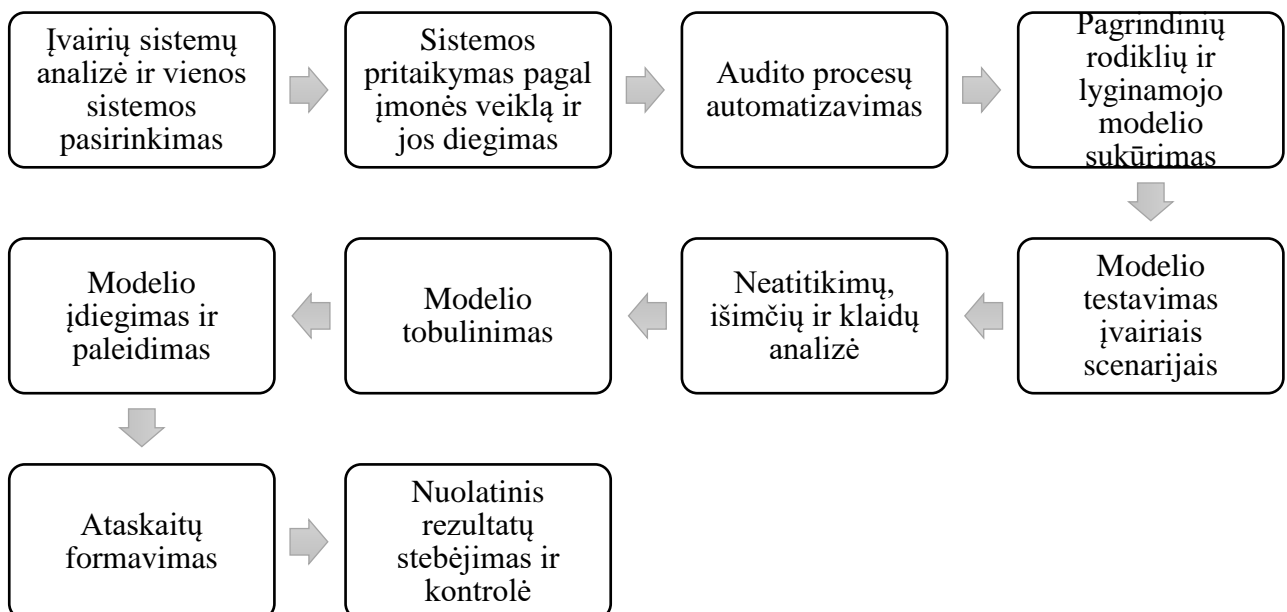 Įvairių sistemų
analizė ir vienos
sistemos
pasirinkimas
Sistemos
pritaikymas pagal
įmonės veiklą ir
jos diegimas
Audito procesų
automatizavimas
Pagrindinių
rodiklių ir
lyginamojo
modelio
sukūrimas
Modelio
testavimas
įvairiais
scenarijais
Neatitikimų,
išimčių ir klaidų
analizė
Modelio
tobulinimas
Modelio
įdiegimas ir
paleidimas
Ataskaitų
formavimas
Nuolatinis
rezultatų
stebėjimas ir
kontrolė